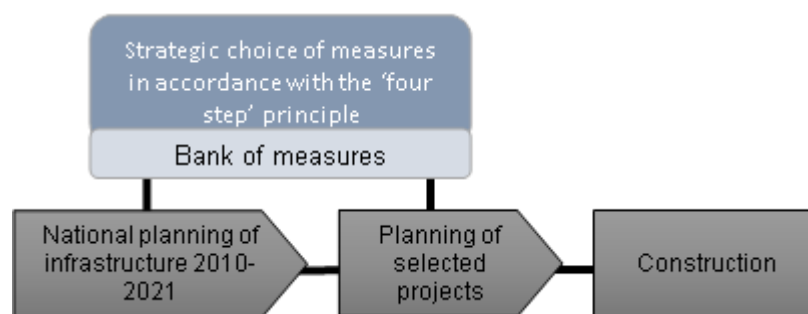 Strategic choice of measures
in accordance with the ‘four
step’ principle
Bank of measures
National planning of
infrastructure 2010-
2021
Planning of
selected
projects
Construction